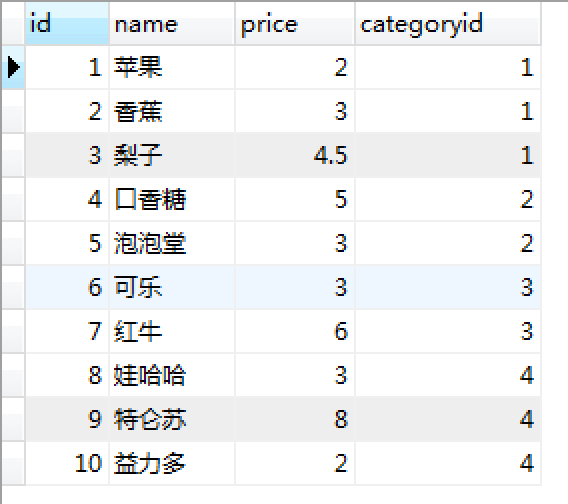 id name price categoryid
1 苹果 2 1
2 香蕉 3 1
3 梨子 4.5 1
4 口香糖 5 2
5 泡泡堂 3 2
6 可乐 3 3
7 红牛 6 3
8 娃哈哈 3 4
9 特仑苏 8 4
10 益力多 2 4